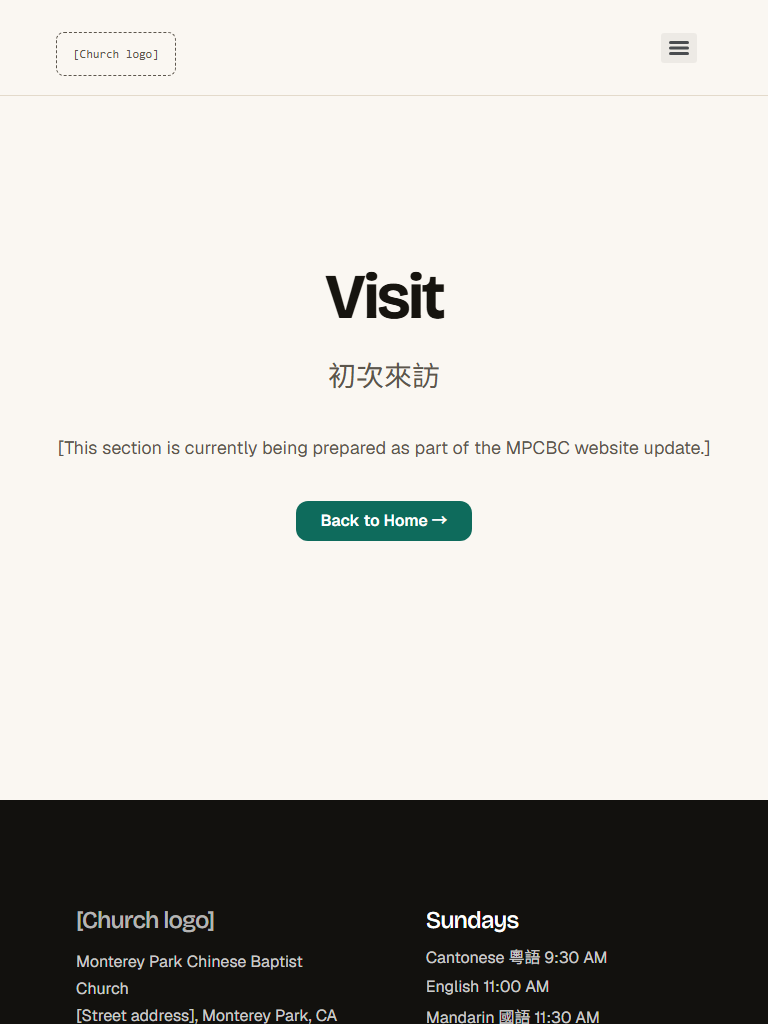 [Church logo]
Visit
初次來訪
[This section is currently being prepared as part of the MPCBC website update.]
Back to Home →
[Church logo]
Monterey Park Chinese Baptist
Church
[Street address], Monterey Park, CA
Sundays
Cantonese 粵語 9:30 AM
English 11:00 AM
Mandarin 國語 11:30 AM